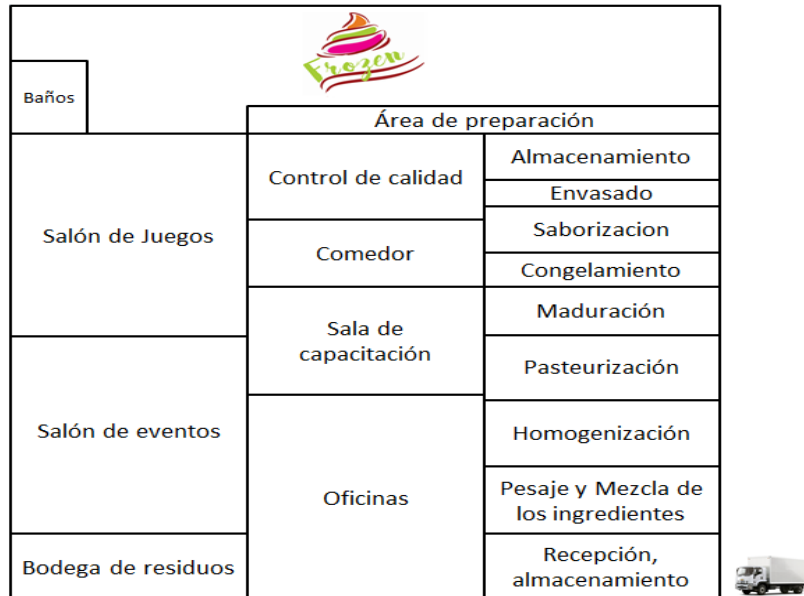 Frozen
Baños
Área de preparación
Salón de Juegos
Control de calidad
Almacenamiento
Envasado
Comedor
Saborizacion
Congelamiento
Sala de
capacitación
Maduración
Pasteurización
Salón de eventos
Oficinas
Homogenización
Pesaje y Mezcla de
los ingredientes
Bodega de residuos
Recepción,
almacenamiento